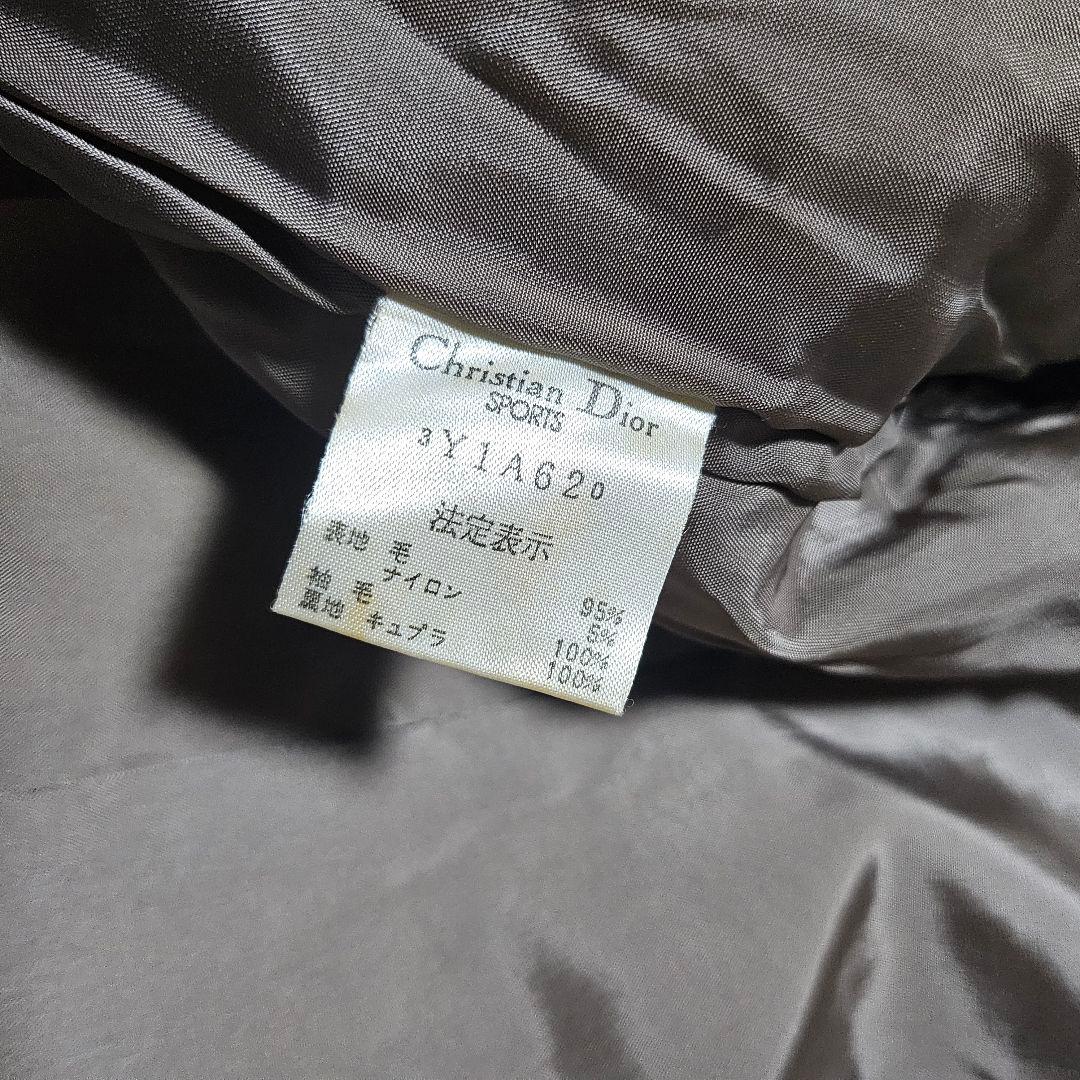 Christian Dior
SPORTS
3Y1A620
法定表示
表地 毛 95%
ナイロン 5%
袖 毛 100%
裏地 キュプラ 100%